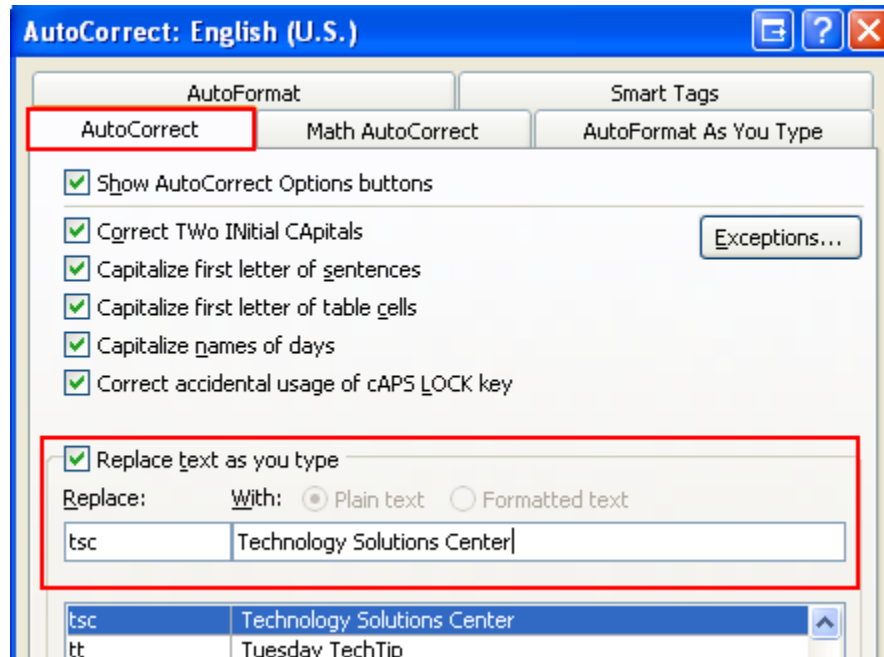 AutoCorrect: English (U.S.)
AutoFormat Smart Tags
AutoCorrect Math AutoCorrect AutoFormat As You Type
Show AutoCorrect Options buttons
Correct TWo INitial CApitals Exceptions...
Capitalize first letter of sentences
Capitalize first letter of table cells
Capitalize names of days
Correct accidental usage of cAPS LOCK key
Replace text as you type
Replace: With: Plain text Formatted text
tsc Technology Solutions Center
tsc Technology Solutions Center
tt Tuesday TechTip